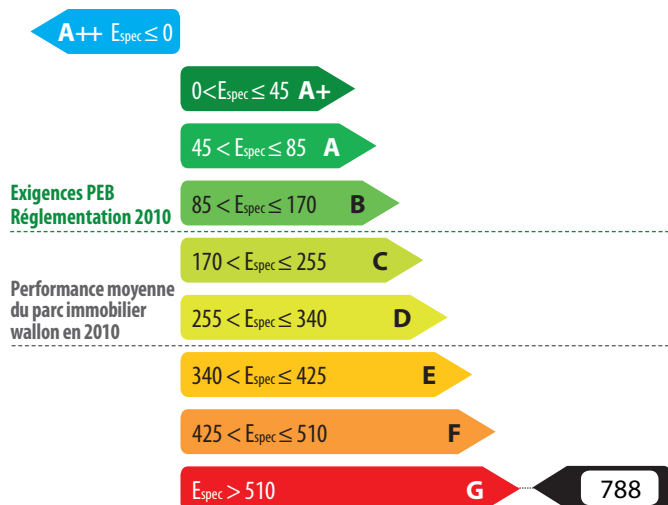 A++ Espec ≤ 0
0<Espec ≤ 45 A+
45 < Espec ≤ 85 A
Exigences PEB
Réglementation 2010
85 < Espec ≤ 170 B
170 < Espec ≤ 255 C
Performance moyenne
du parc immobilier
wallon en 2010
255 < Espec ≤ 340 D
340 < Espec ≤ 425 E
425 < Espec ≤ 510 F
Espec > 510 G 788